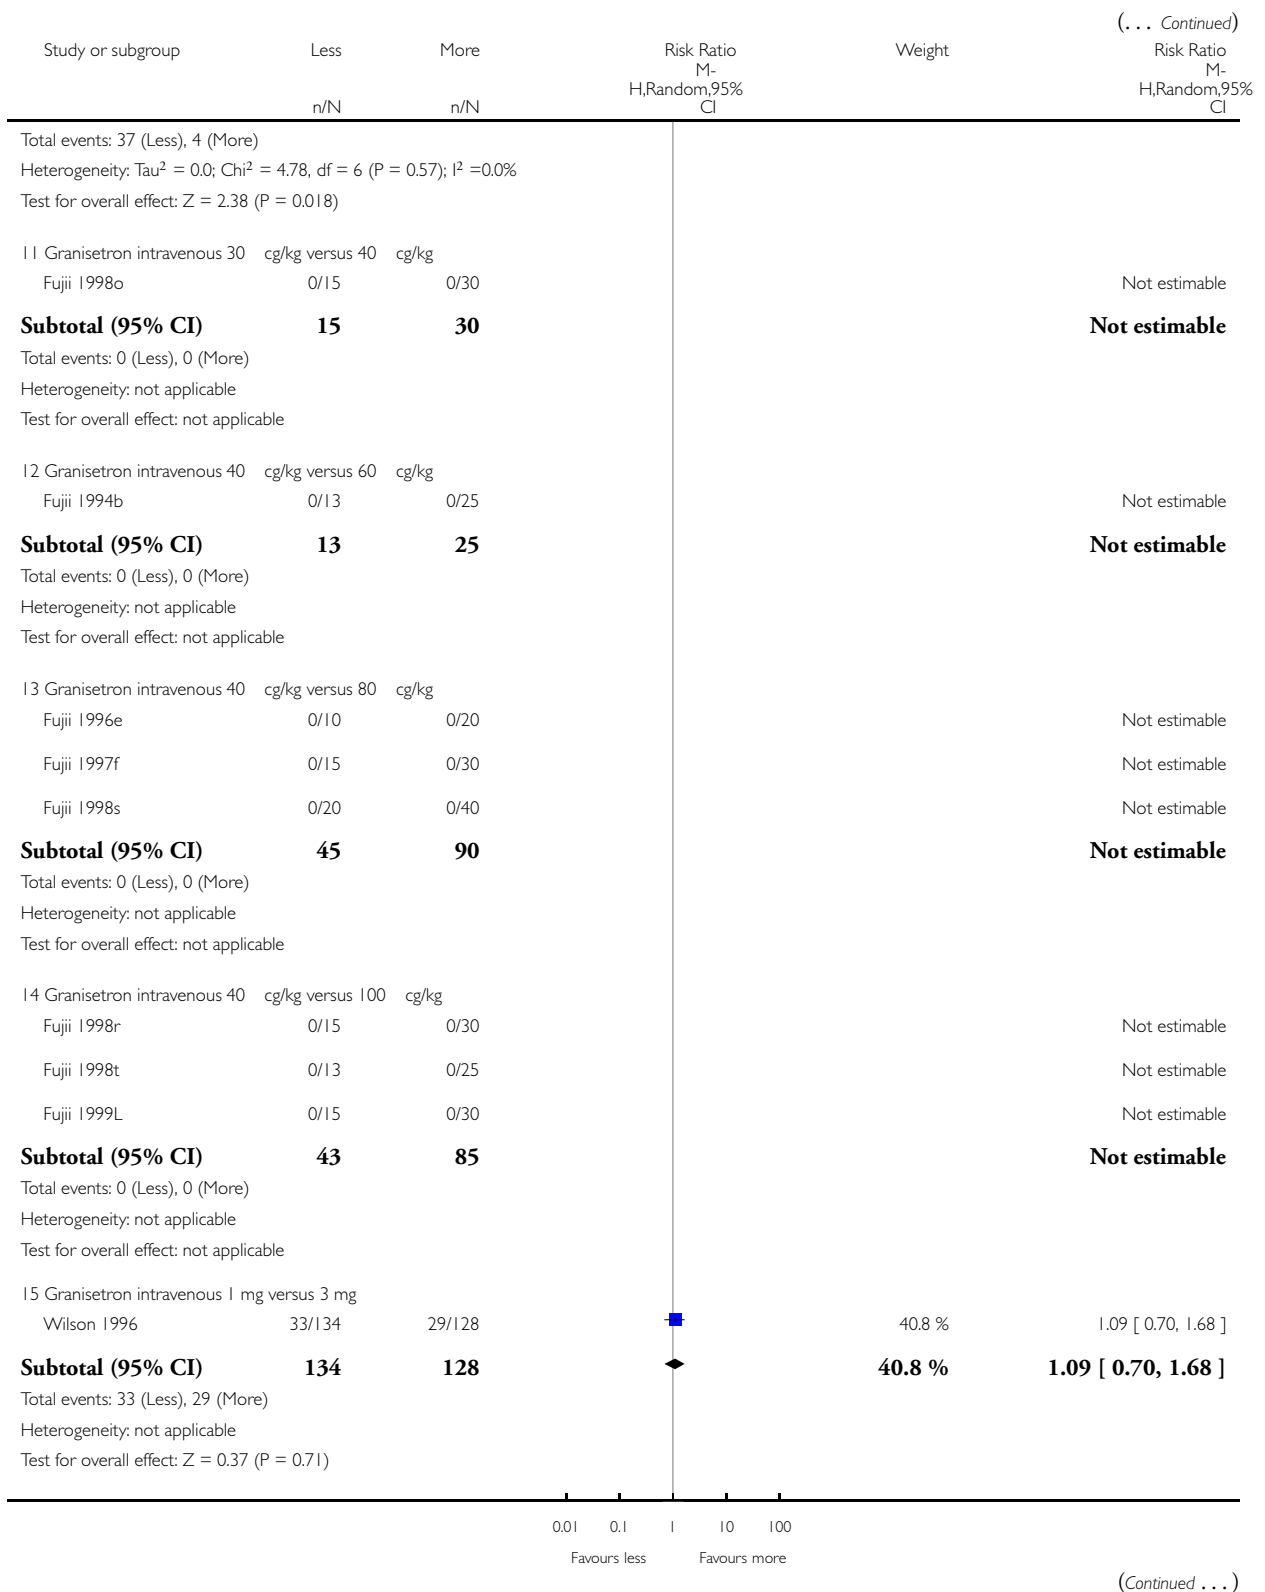 (... Continued)
Study or subgroup Less More Risk Ratio Weight Risk Ratio
M- M-
H,Random,95% H,Random,95%
n/N n/N CI CI
Total events: 37 (Less), 4 (More)
Heterogeneity: Tau² = 0.0; Chi² = 4.78, df = 6 (P = 0.57); I² =0.0%
Test for overall effect: Z = 2.38 (P = 0.018)
11 Granisetron intravenous 30 cg/kg versus 40 cg/kg
Fujii 1998o 0/15 0/30 Not estimable
Subtotal (95% CI) 15 30 Not estimable
Total events: 0 (Less), 0 (More)
Heterogeneity: not applicable
Test for overall effect: not applicable
12 Granisetron intravenous 40 cg/kg versus 60 cg/kg
Fujii 1994b 0/13 0/25 Not estimable
Subtotal (95% CI) 13 25 Not estimable
Total events: 0 (Less), 0 (More)
Heterogeneity: not applicable
Test for overall effect: not applicable
13 Granisetron intravenous 40 cg/kg versus 80 cg/kg
Fujii 1996e 0/10 0/20 Not estimable
Fujii 1997f 0/15 0/30 Not estimable
Fujii 1998s 0/20 0/40 Not estimable
Subtotal (95% CI) 45 90 Not estimable
Total events: 0 (Less), 0 (More)
Heterogeneity: not applicable
Test for overall effect: not applicable
14 Granisetron intravenous 40 cg/kg versus 100 cg/kg
Fujii 1998r 0/15 0/30 Not estimable
Fujii 1998t 0/13 0/25 Not estimable
Fujii 1999L 0/15 0/30 Not estimable
Subtotal (95% CI) 43 85 Not estimable
Total events: 0 (Less), 0 (More)
Heterogeneity: not applicable
Test for overall effect: not applicable
15 Granisetron intravenous 1 mg versus 3 mg
Wilson 1996 33/134 29/128 40.8 % 1.09 [ 0.70, 1.68 ]
Subtotal (95% CI) 134 128 40.8 % 1.09 [ 0.70, 1.68 ]
Total events: 33 (Less), 29 (More)
Heterogeneity: not applicable
Test for overall effect: Z = 0.37 (P = 0.71)
0.01 0.1 1 10 100
Favours less Favours more
(Continued ...)